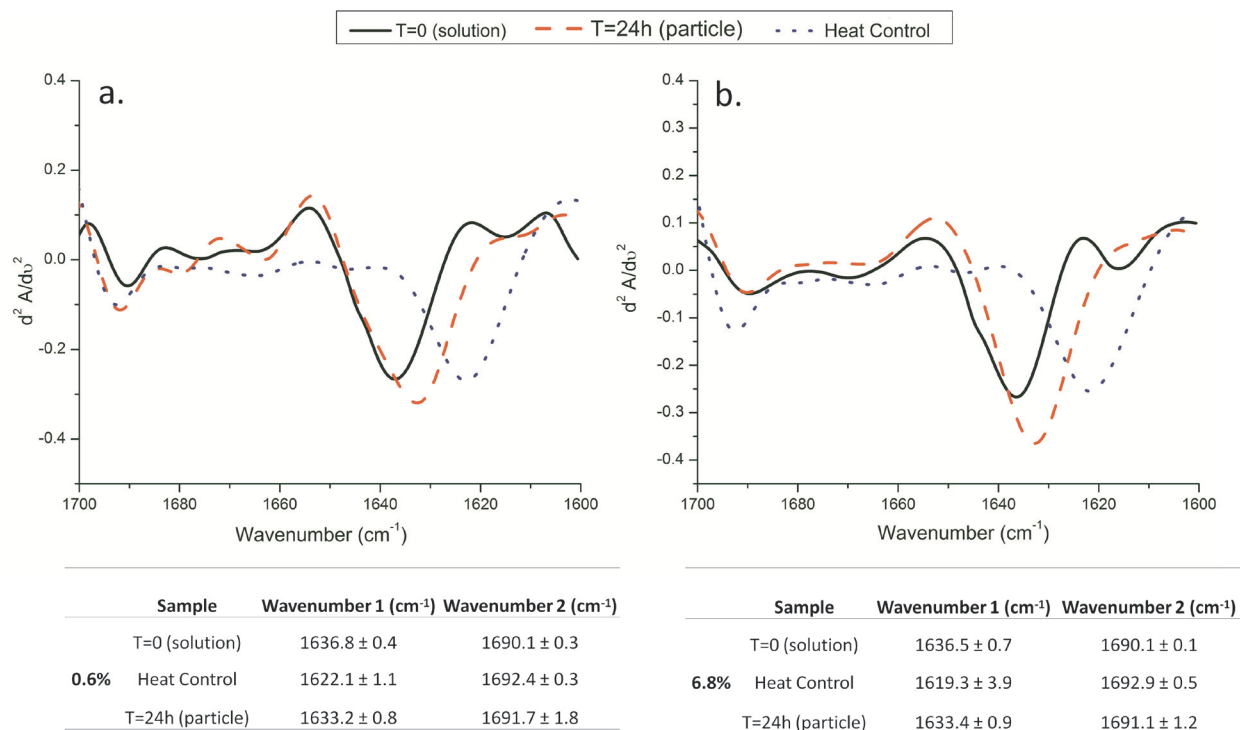 T=0 (solution) T=24h (particle) Heat Control
a.
0.4
0.2
0.0
-0.2
-0.4
d² A/dυ²
1700 1680 1660 1640 1620 1600
Wavenumber (cm⁻¹)
b.
0.4
0.3
0.2
0.1
0.0
-0.1
-0.2
-0.3
-0.4
d² A/dυ²
1700 1680 1660 1640 1620 1600
Wavenumber (cm⁻¹)
Sample Wavenumber 1 (cm⁻¹) Wavenumber 2 (cm⁻¹)
T=0 (solution) 1636.8 ± 0.4 1690.1 ± 0.3
0.6% Heat Control 1622.1 ± 1.1 1692.4 ± 0.3
T=24h (particle) 1633.2 ± 0.8 1691.7 ± 1.8
Sample Wavenumber 1 (cm⁻¹) Wavenumber 2 (cm⁻¹)
T=0 (solution) 1636.5 ± 0.7 1690.1 ± 0.1
6.8% Heat Control 1619.3 ± 3.9 1692.9 ± 0.5
T=24h (particle) 1633.4 ± 0.9 1691.1 ± 1.2